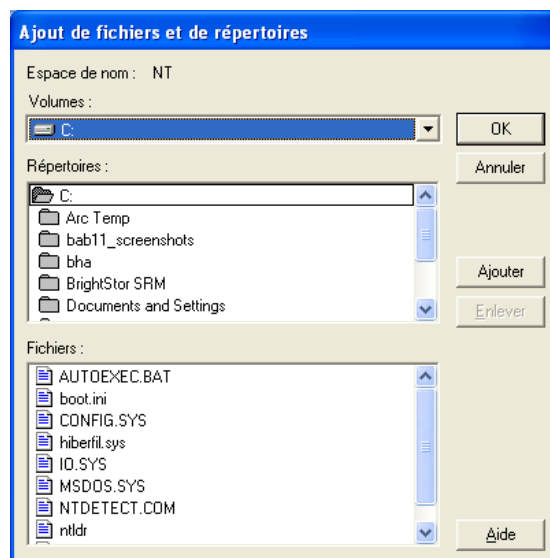 Ajout de fichiers et de répertoires
Espace de nom : NT
Volumes :
C:
OK
Répertoires :
Annuler
C:
Arc Temp
bab11_screenshots
bha
Ajouter
BrightStor SRM
Documents and Settings
Enlever
Fichiers :
AUTOEXEC.BAT
boot.ini
CONFIG.SYS
hiberfil.sys
IO.SYS
MSDOS.SYS
NTDETECT.COM
ntldr
Aide